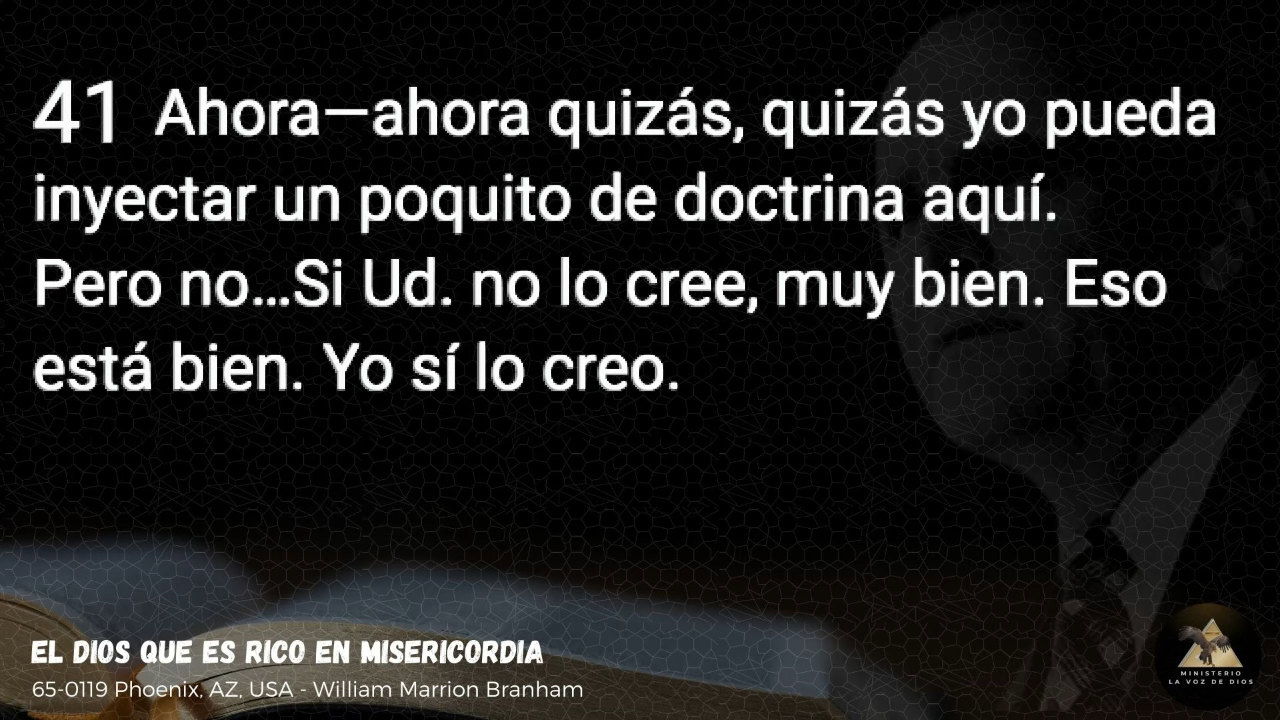 41 Ahora—ahora quizás, quizás yo pueda
inyectar un poquito de doctrina aquí.
Pero no...Si Ud. no lo cree, muy bien. Eso
está bien. Yo sí lo creo.
EL DIOS QUE ES RICO EN MISERICORDIA
65-0119 Phoenix, AZ, USA - William Marrion Branham
MINISTERIO
LA VOZ DE DIOS